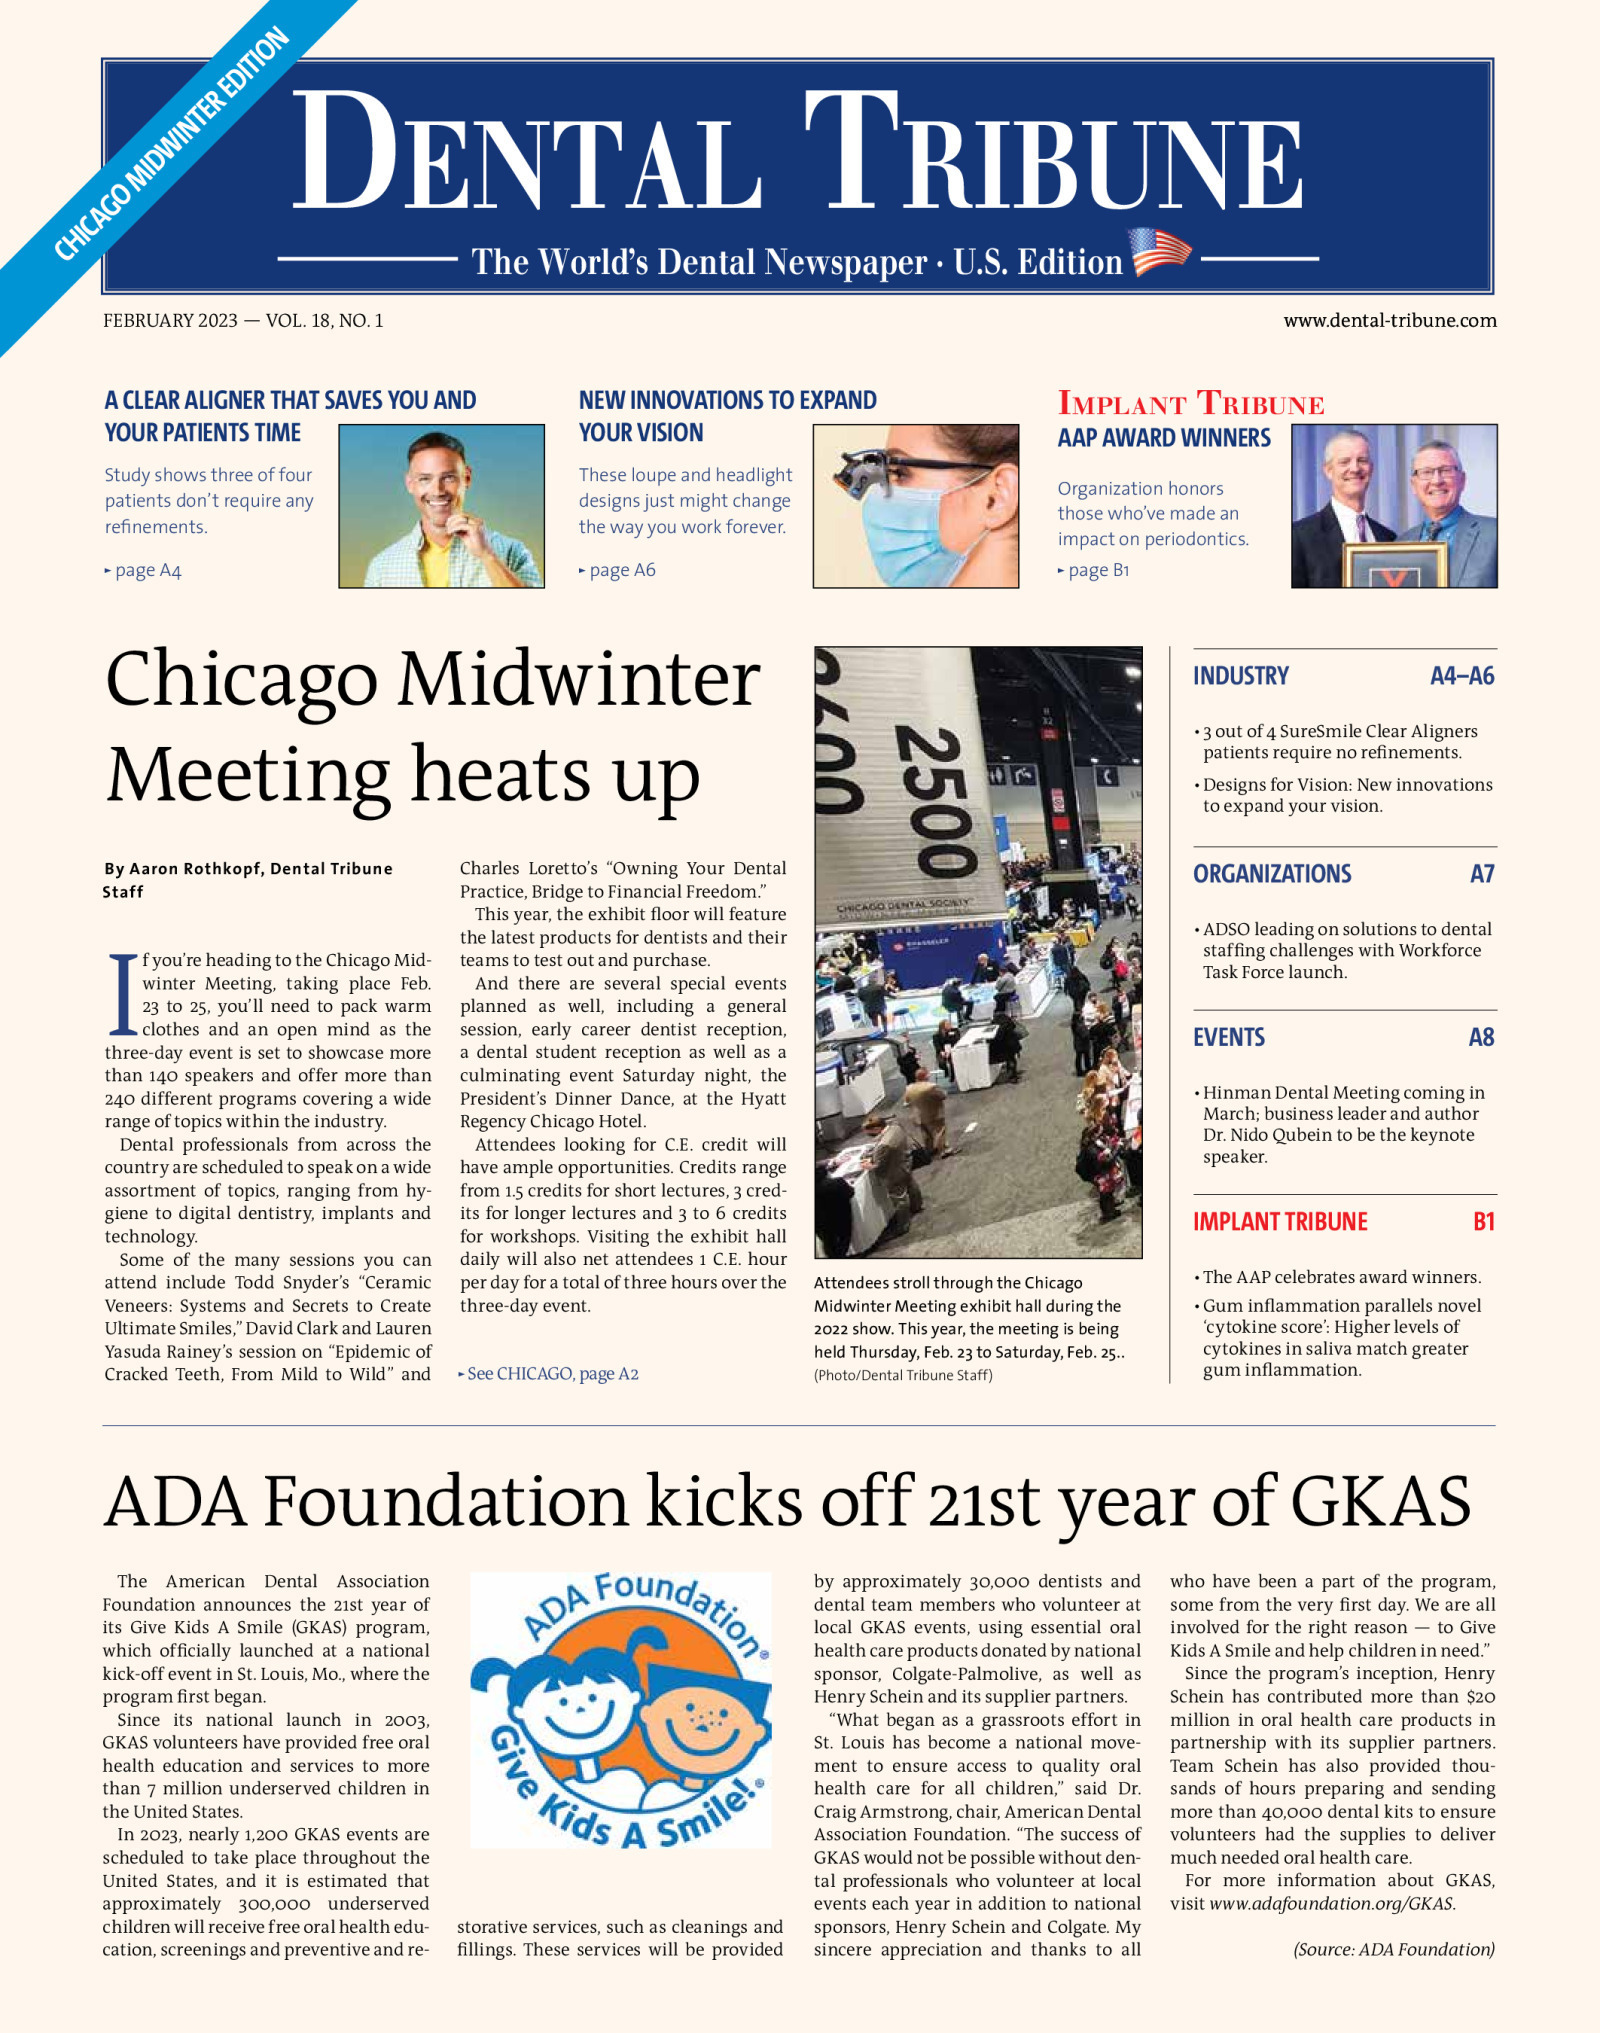 CHICAGO MIDWINTER EDITION
DENTAL TRIBUNE
The World's Dental Newspaper · U.S. Edition
FEBRUARY 2023 — VOL. 18, NO. 1
www.dental-tribune.com
A CLEAR ALIGNER THAT SAVES YOU AND
YOUR PATIENTS TIME
Study shows three of four
patients don't require any
refinements.
▸ page A4
NEW INNOVATIONS TO EXPAND
YOUR VISION
These loupe and headlight
designs just might change
the way you work forever.
▸ page A6
IMPLANT TRIBUNE
AAP AWARD WINNERS
Organization honors
those who've made an
impact on periodontics.
▸ page B1
Chicago Midwinter
Meeting heats up
By Aaron Rothkopf, Dental Tribune
Staff
If you're heading to the Chicago Mid-
winter Meeting, taking place Feb.
23 to 25, you'll need to pack warm
clothes and an open mind as the
three-day event is set to showcase more
than 140 speakers and offer more than
240 different programs covering a wide
range of topics within the industry.
Dental professionals from across the
country are scheduled to speak on a wide
assortment of topics, ranging from hy-
giene to digital dentistry, implants and
technology.
Some of the many sessions you can
attend include Todd Snyder's “Ceramic
Veneers: Systems and Secrets to Create
Ultimate Smiles,” David Clark and Lauren
Yasuda Rainey's session on “Epidemic of
Cracked Teeth, From Mild to Wild” and
Charles Loretto's “Owning Your Dental
Practice, Bridge to Financial Freedom.”
This year, the exhibit floor will feature
the latest products for dentists and their
teams to test out and purchase.
And there are several special events
planned as well, including a general
session, early career dentist reception,
a dental student reception as well as a
culminating event Saturday night, the
President's Dinner Dance, at the Hyatt
Regency Chicago Hotel.
Attendees looking for C.E. credit will
have ample opportunities. Credits range
from 1.5 credits for short lectures, 3 cred-
its for longer lectures and 3 to 6 credits
for workshops. Visiting the exhibit hall
daily will also net attendees 1 C.E. hour
per day for a total of three hours over the
three-day event.
▸ See CHICAGO, page A2
2600
2500
CHICAGO DENTAL SOCIETY
MIDWINTER MEETING
BRASSELER
Attendees stroll through the Chicago
Midwinter Meeting exhibit hall during the
2022 show. This year, the meeting is being
held Thursday, Feb. 23 to Saturday, Feb. 25..
(Photo/Dental Tribune Staff)
INDUSTRY A4–A6
• 3 out of 4 SureSmile Clear Aligners
patients require no refinements.
• Designs for Vision: New innovations
to expand your vision.
ORGANIZATIONS A7
• ADSO leading on solutions to dental
staffing challenges with Workforce
Task Force launch.
EVENTS A8
• Hinman Dental Meeting coming in
March; business leader and author
Dr. Nido Qubein to be the keynote
speaker.
IMPLANT TRIBUNE B1
• The AAP celebrates award winners.
• Gum inflammation parallels novel
‘cytokine score’: Higher levels of
cytokines in saliva match greater
gum inflammation.
ADA Foundation kicks off 21st year of GKAS
The American Dental Association
Foundation announces the 21st year of
its Give Kids A Smile (GKAS) program,
which officially launched at a national
kick-off event in St. Louis, Mo., where the
program first began.
Since its national launch in 2003,
GKAS volunteers have provided free oral
health education and services to more
than 7 million underserved children in
the United States.
In 2023, nearly 1,200 GKAS events are
scheduled to take place throughout the
United States, and it is estimated that
approximately 300,000 underserved
children will receive free oral health edu-
cation, screenings and preventive and re-
ADA Foundation®
Give Kids A Smile!®
storative services, such as cleanings and
fillings. These services will be provided
by approximately 30,000 dentists and
dental team members who volunteer at
local GKAS events, using essential oral
health care products donated by national
sponsor, Colgate-Palmolive, as well as
Henry Schein and its supplier partners.
“What began as a grassroots effort in
St. Louis has become a national move-
ment to ensure access to quality oral
health care for all children,” said Dr.
Craig Armstrong, chair, American Dental
Association Foundation. “The success of
GKAS would not be possible without den-
tal professionals who volunteer at local
events each year in addition to national
sponsors, Henry Schein and Colgate. My
sincere appreciation and thanks to all
who have been a part of the program,
some from the very first day. We are all
involved for the right reason — to Give
Kids A Smile and help children in need.”
Since the program's inception, Henry
Schein has contributed more than $20
million in oral health care products in
partnership with its supplier partners.
Team Schein has also provided thou-
sands of hours preparing and sending
more than 40,000 dental kits to ensure
volunteers had the supplies to deliver
much needed oral health care.
For more information about GKAS,
visit www.adafoundation.org/GKAS.
(Source: ADA Foundation)